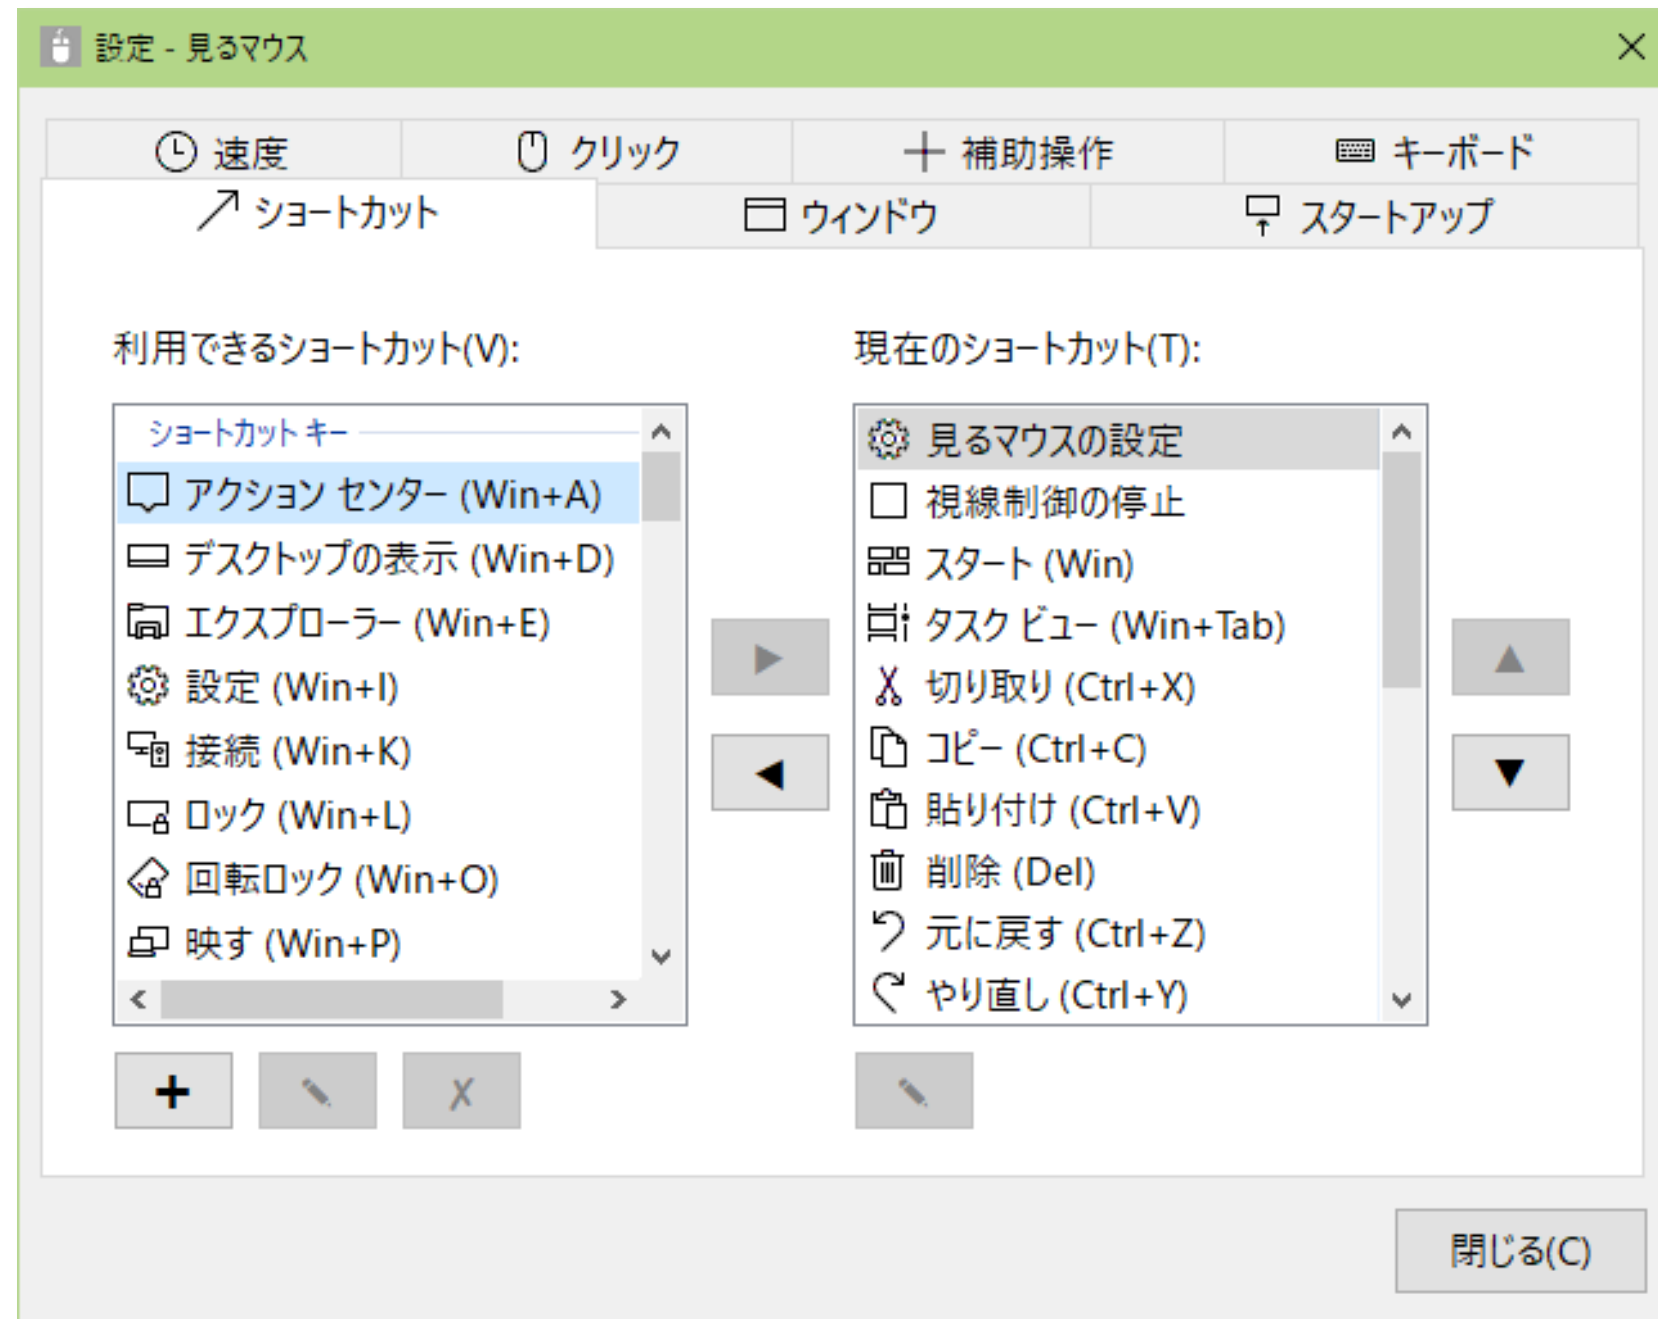 設定 - 見るマウス
速度
クリック
補助操作
キーボード
ショートカット
ウィンドウ
スタートアップ
利用できるショートカット(V):
ショートカット キー
アクション センター (Win+A)
デスクトップの表示 (Win+D)
エクスプローラー (Win+E)
設定 (Win+I)
接続 (Win+K)
ロック (Win+L)
回転ロック (Win+O)
映す (Win+P)
現在のショートカット(T):
見るマウスの設定
視線制御の停止
スタート (Win)
タスク ビュー (Win+Tab)
切り取り (Ctrl+X)
コピー (Ctrl+C)
貼り付け (Ctrl+V)
削除 (Del)
元に戻す (Ctrl+Z)
やり直し (Ctrl+Y)
閉じる(C)